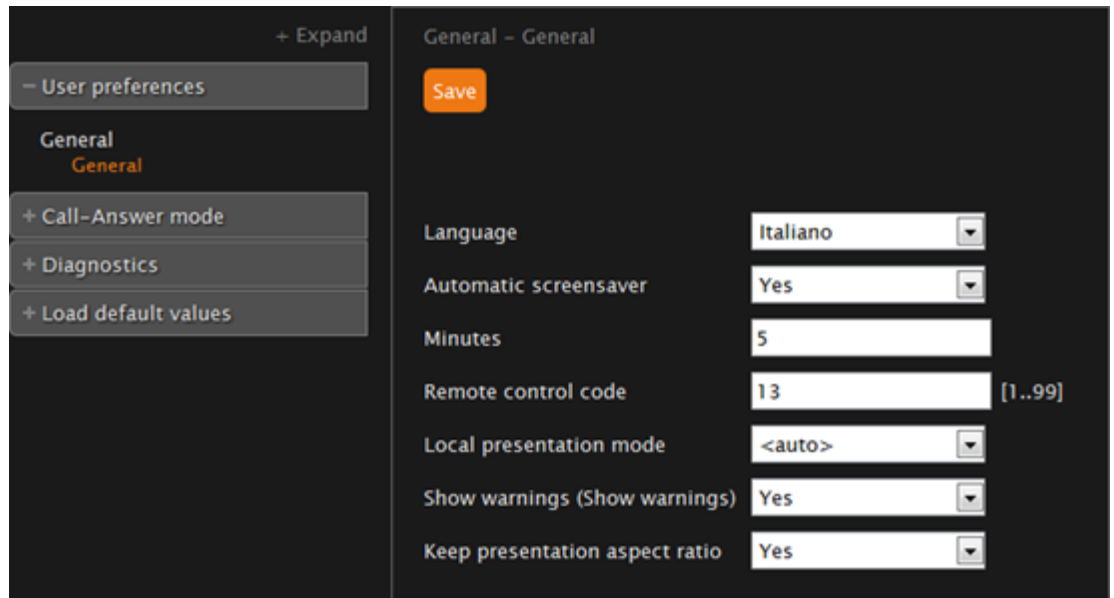 + Expand
− User preferences
General
General
+ Call-Answer mode
+ Diagnostics
+ Load default values
General – General
Save
Language Italiano
Automatic screensaver Yes
Minutes 5
Remote control code 13 [1..99]
Local presentation mode <auto>
Show warnings (Show warnings) Yes
Keep presentation aspect ratio Yes